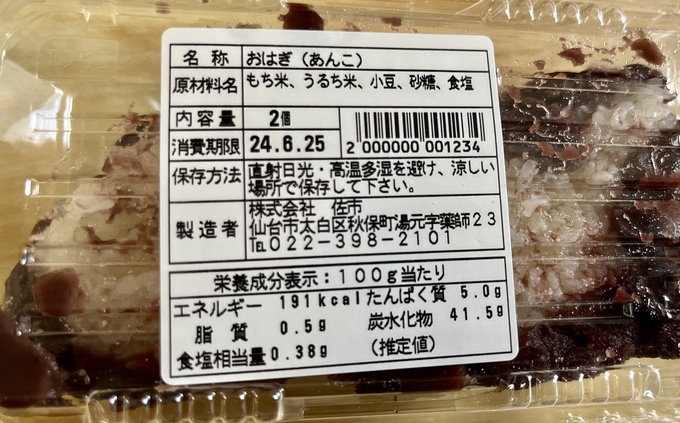 名称 おはぎ(あんこ)
原材料名 もち米、うるち米、小豆、砂糖、食塩
内容量 2個
消費期限 24.6.25
2 000000 001234
保存方法 直射日光・高温多湿を避け、涼しい
場所で保存して下さい。
製造者 株式会社 佐市
仙台市太白区秋保町湯元字薬師23
℡022-398-2101
栄養成分表示:100g当たり
エネルギー 191kcal たんぱく質 5.0g
脂質 0.5g 炭水化物 41.5g
食塩相当量 0.38g (推定値)